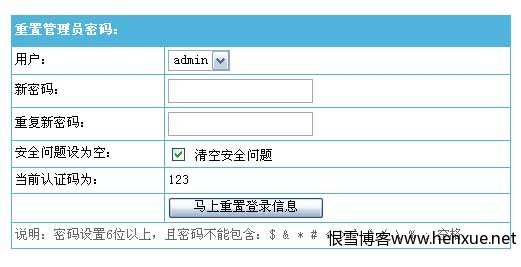 重置管理员密码：
用户： admin
新密码：
重复新密码：
安全问题设为空： 清空安全问题
当前认证码为： 123
马上重置登录信息
说明：密码设置6位以上，且密码不能包含：$ & * # 空格
恨雪博客www.henxue.net